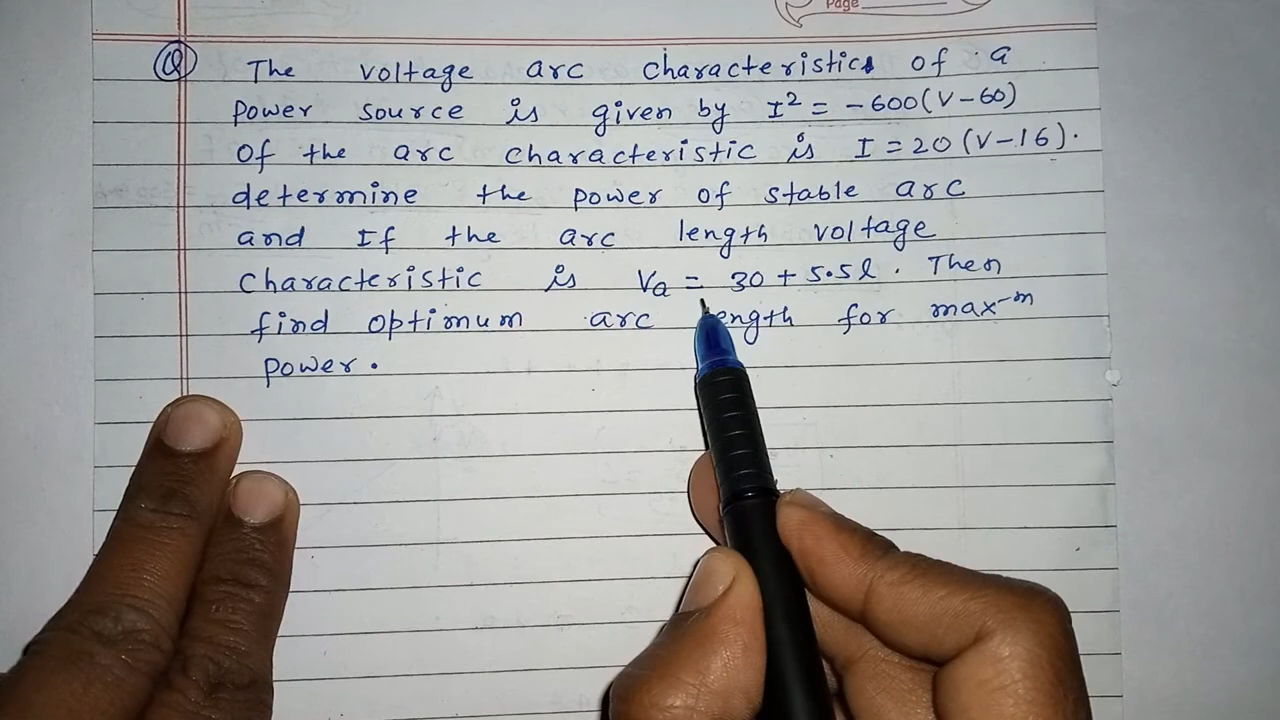 Page
Q The voltage arc characteristics of a
power source is given by I² = -600(V-60)
Of the arc characteristic is I = 20(V-16).
determine the power of stable arc
and If the arc length voltage
characteristic is Va = 30 + 5.5l. Then
find optimum arc length for max-m
power.